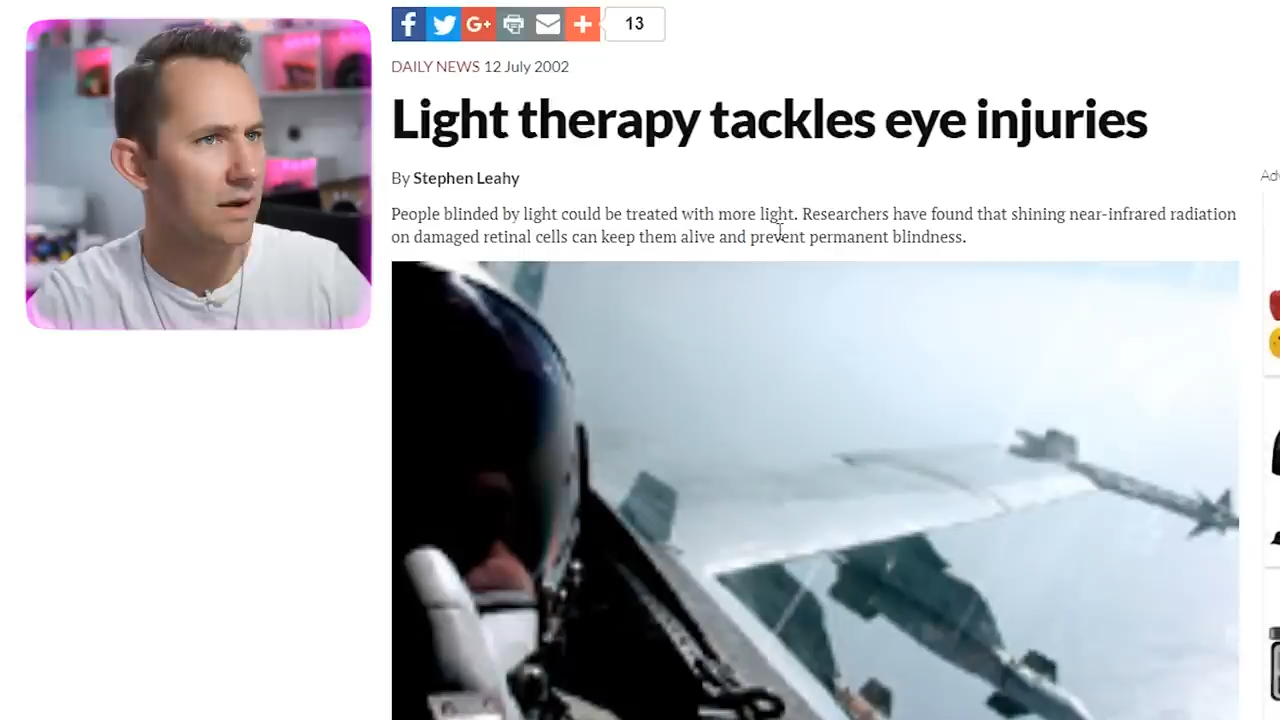 f G+ + 13
DAILY NEWS 12 July 2002
Light therapy tackles eye injuries
By Stephen Leahy
Ad
People blinded by light could be treated with more light. Researchers have found that shining near-infrared radiation
on damaged retinal cells can keep them alive and prevent permanent blindness.